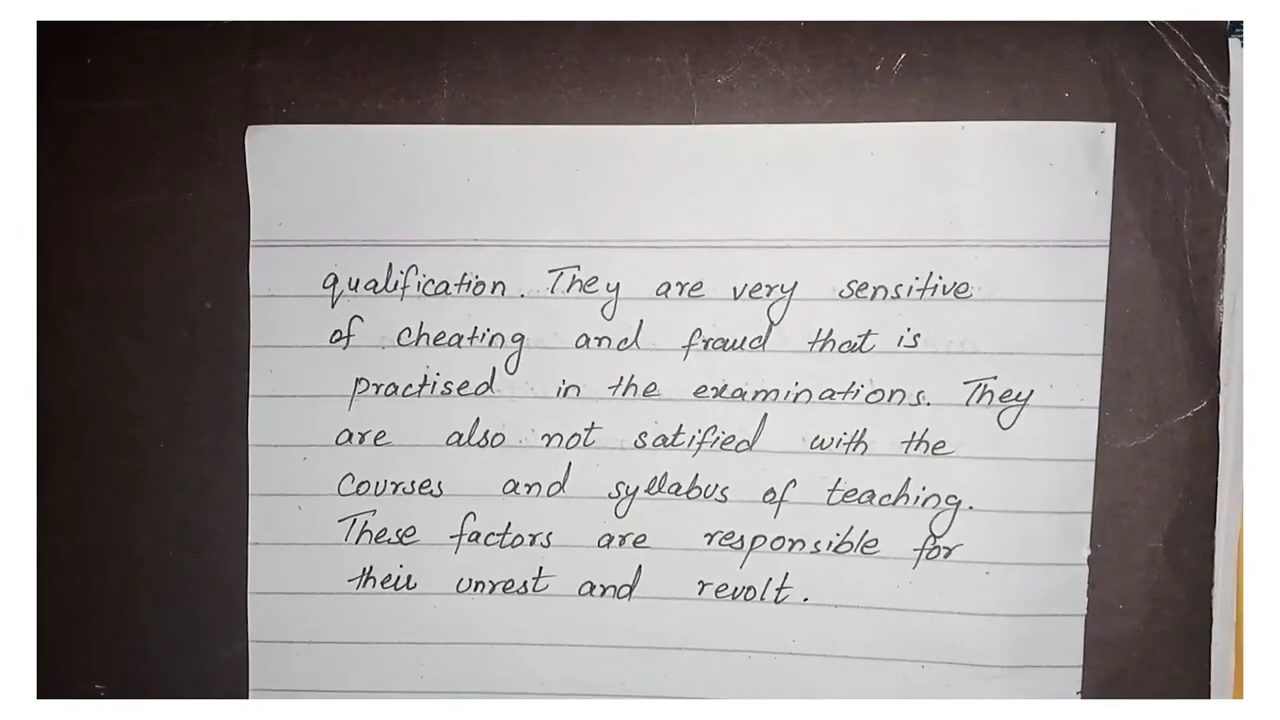 qualification. They are very sensitive
of cheating and fraud that is
practised in the examinations. They
are also not satified with the
courses and syllabus of teaching.
These factors are responsible for
their unrest and revolt.